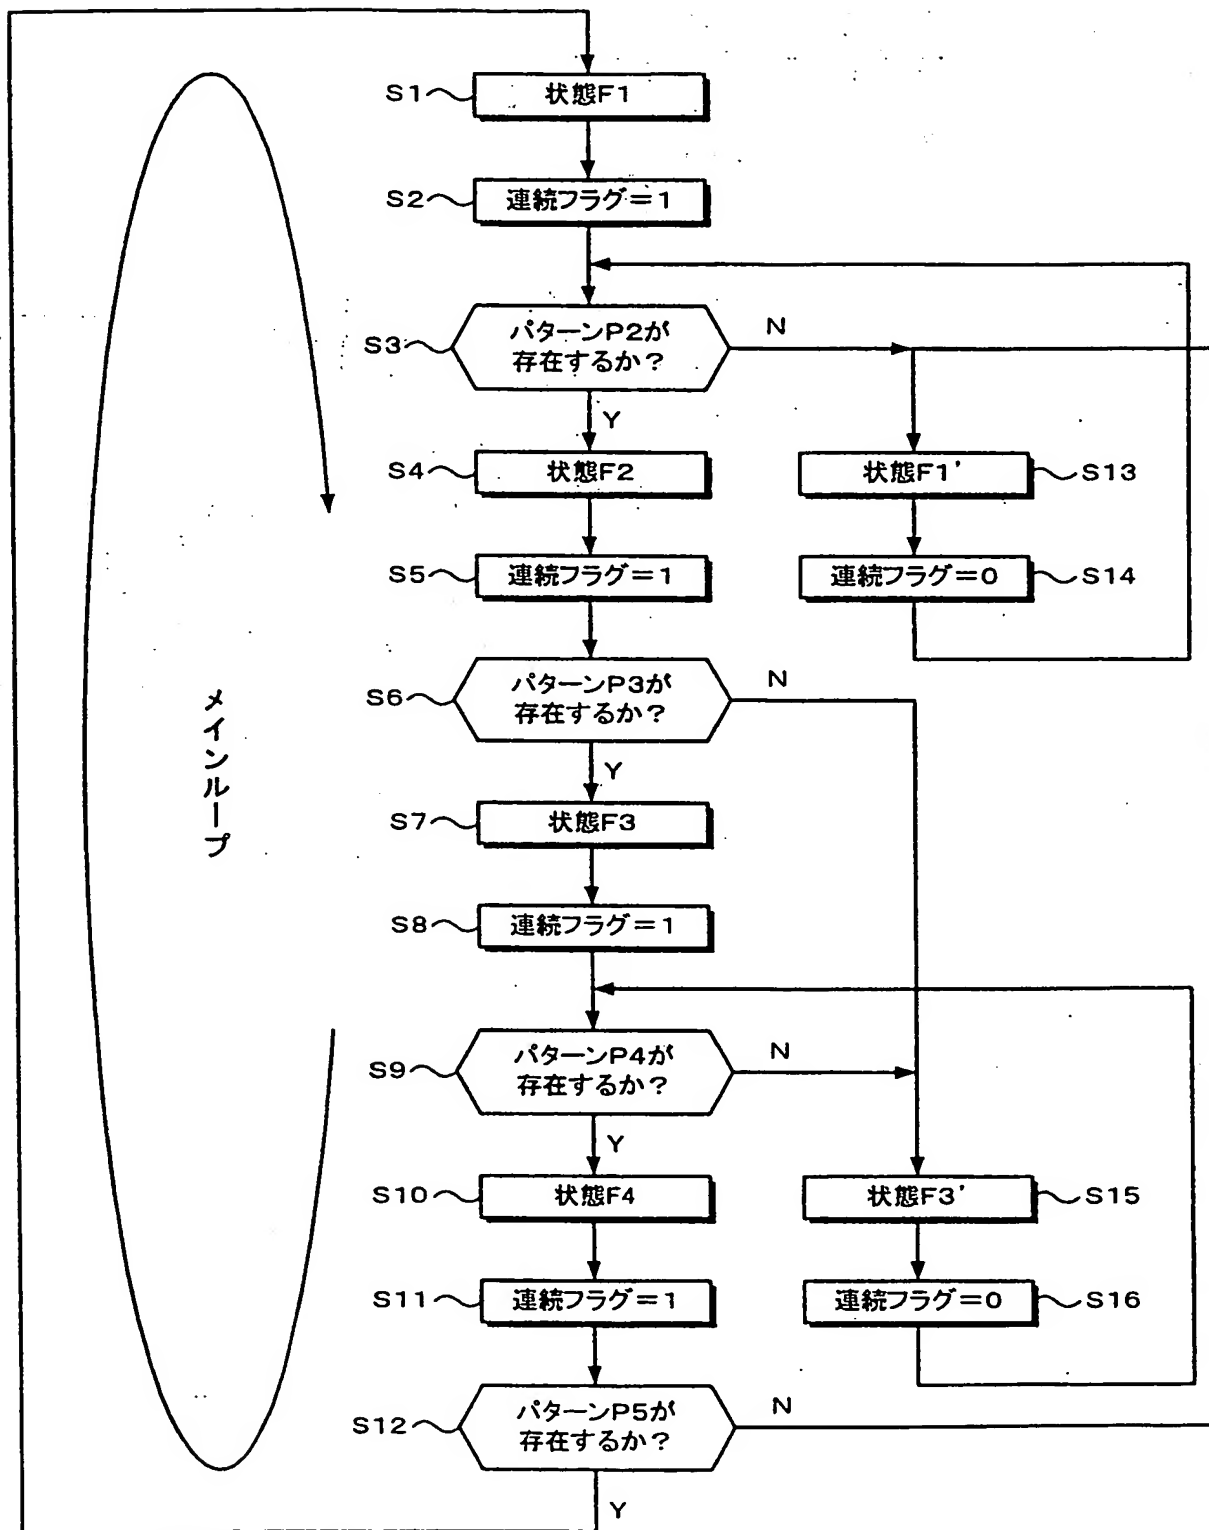 S1
状態F1
S2
連続フラグ=1
S3
パターンP2が
存在するか?
N
Y
S4
状態F2
状態F1'
S13
S5
連続フラグ=1
連続フラグ=0
S14
S6
パターンP3が
存在するか?
N
Y
メインループ
S7
状態F3
S8
連続フラグ=1
S9
パターンP4が
存在するか?
N
Y
S10
状態F4
状態F3'
S15
S11
連続フラグ=1
連続フラグ=0
S16
S12
パターンP5が
存在するか?
N
Y